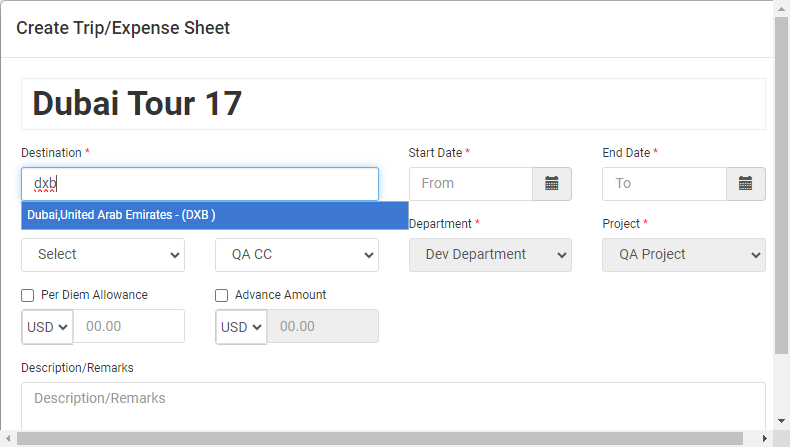 Create Trip/Expense Sheet
Dubai Tour 17
Destination * Start Date * End Date *
dxb From To
Dubai,United Arab Emirates - (DXB )
Department * Project *
Select QA CC Dev Department QA Project
Per Diem Allowance Advance Amount
USD 00.00 USD 00.00
Description/Remarks
Description/Remarks